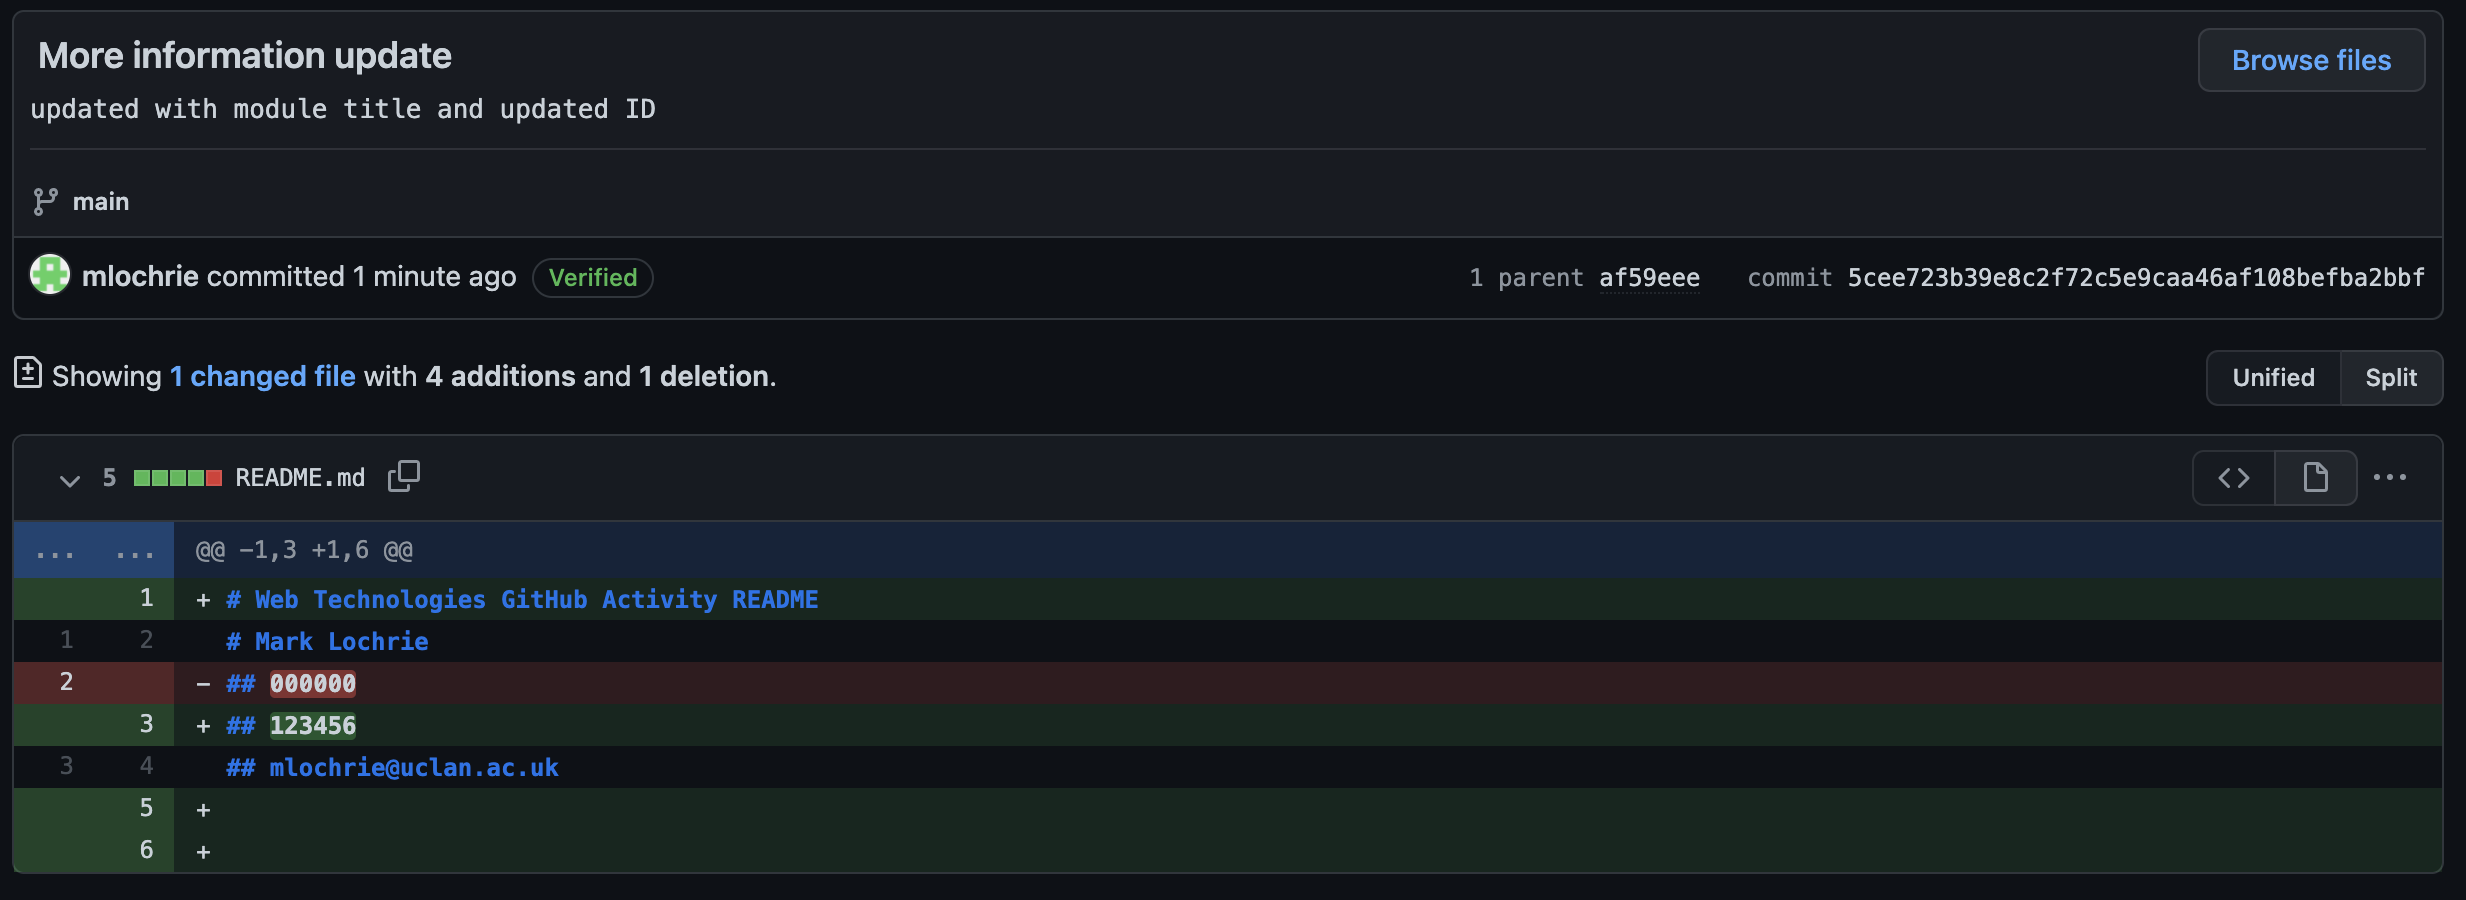 More information update
Browse files
updated with module title and updated ID
main
mlochrie committed 1 minute ago Verified 1 parent af59eee commit 5cee723b39e8c2f72c5e9caa46af108befba2bbf
Showing 1 changed file with 4 additions and 1 deletion. Unified Split
5 README.md <> ...
... ... @@ -1,3 +1,6 @@
1 + # Web Technologies GitHub Activity README
1 2 # Mark Lochrie
2 - ## 000000
3 + ## 123456
3 4 ## mlochrie@uclan.ac.uk
5 +
6 +